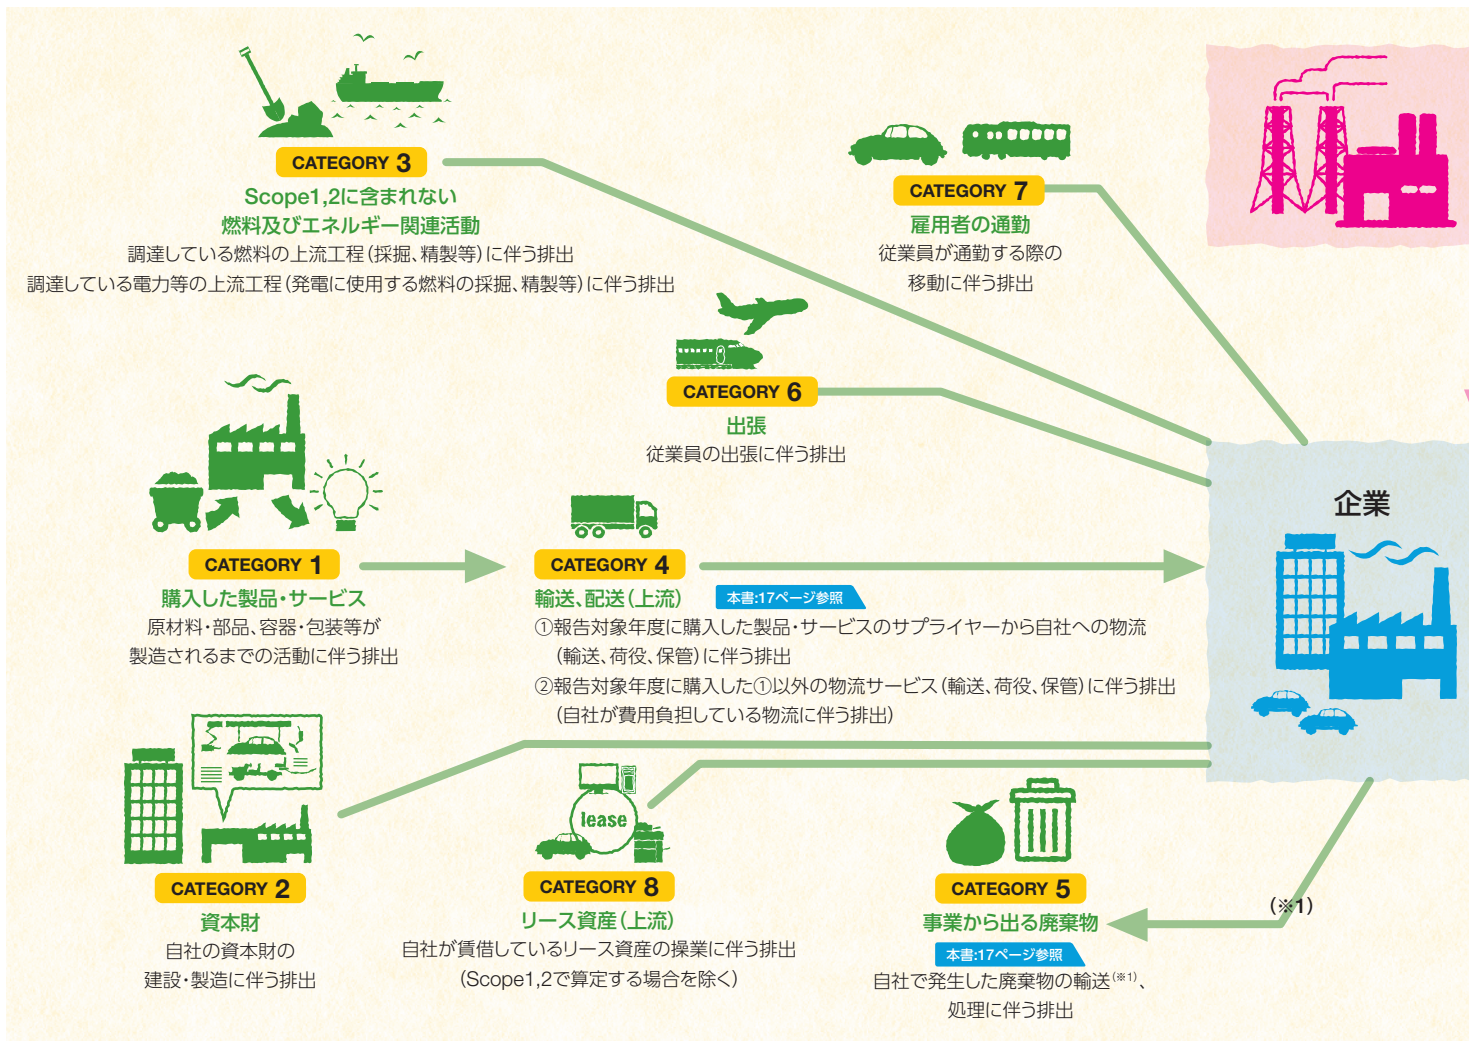 CATEGORY 3
Scope1,2に含まれない
燃料及びエネルギー関連活動
調達している燃料の上流工程(採掘、精製等)に伴う排出
調達している電力等の上流工程(発電に使用する燃料の採掘、精製等)に伴う排出
CATEGORY 7
雇用者の通勤
従業員が通勤する際の
移動に伴う排出
CATEGORY 6
出張
従業員の出張に伴う排出
企業
CATEGORY 1
購入した製品・サービス
原材料・部品、容器・包装等が
製造されるまでの活動に伴う排出
CATEGORY 4
輸送、配送(上流)
本書:17ページ参照
①報告対象年度に購入した製品・サービスのサプライヤーから自社への物流
(輸送、荷役、保管)に伴う排出
②報告対象年度に購入した①以外の物流サービス(輸送、荷役、保管)に伴う排出
(自社が費用負担している物流に伴う排出)
CATEGORY 2
資本財
自社の資本財の
建設・製造に伴う排出
lease
CATEGORY 8
リース資産(上流)
自社が賃借しているリース資産の操業に伴う排出
(Scope1,2で算定する場合を除く)
CATEGORY 5
事業から出る廃棄物
本書:17ページ参照
自社で発生した廃棄物の輸送(※1)、
処理に伴う排出
(※1)